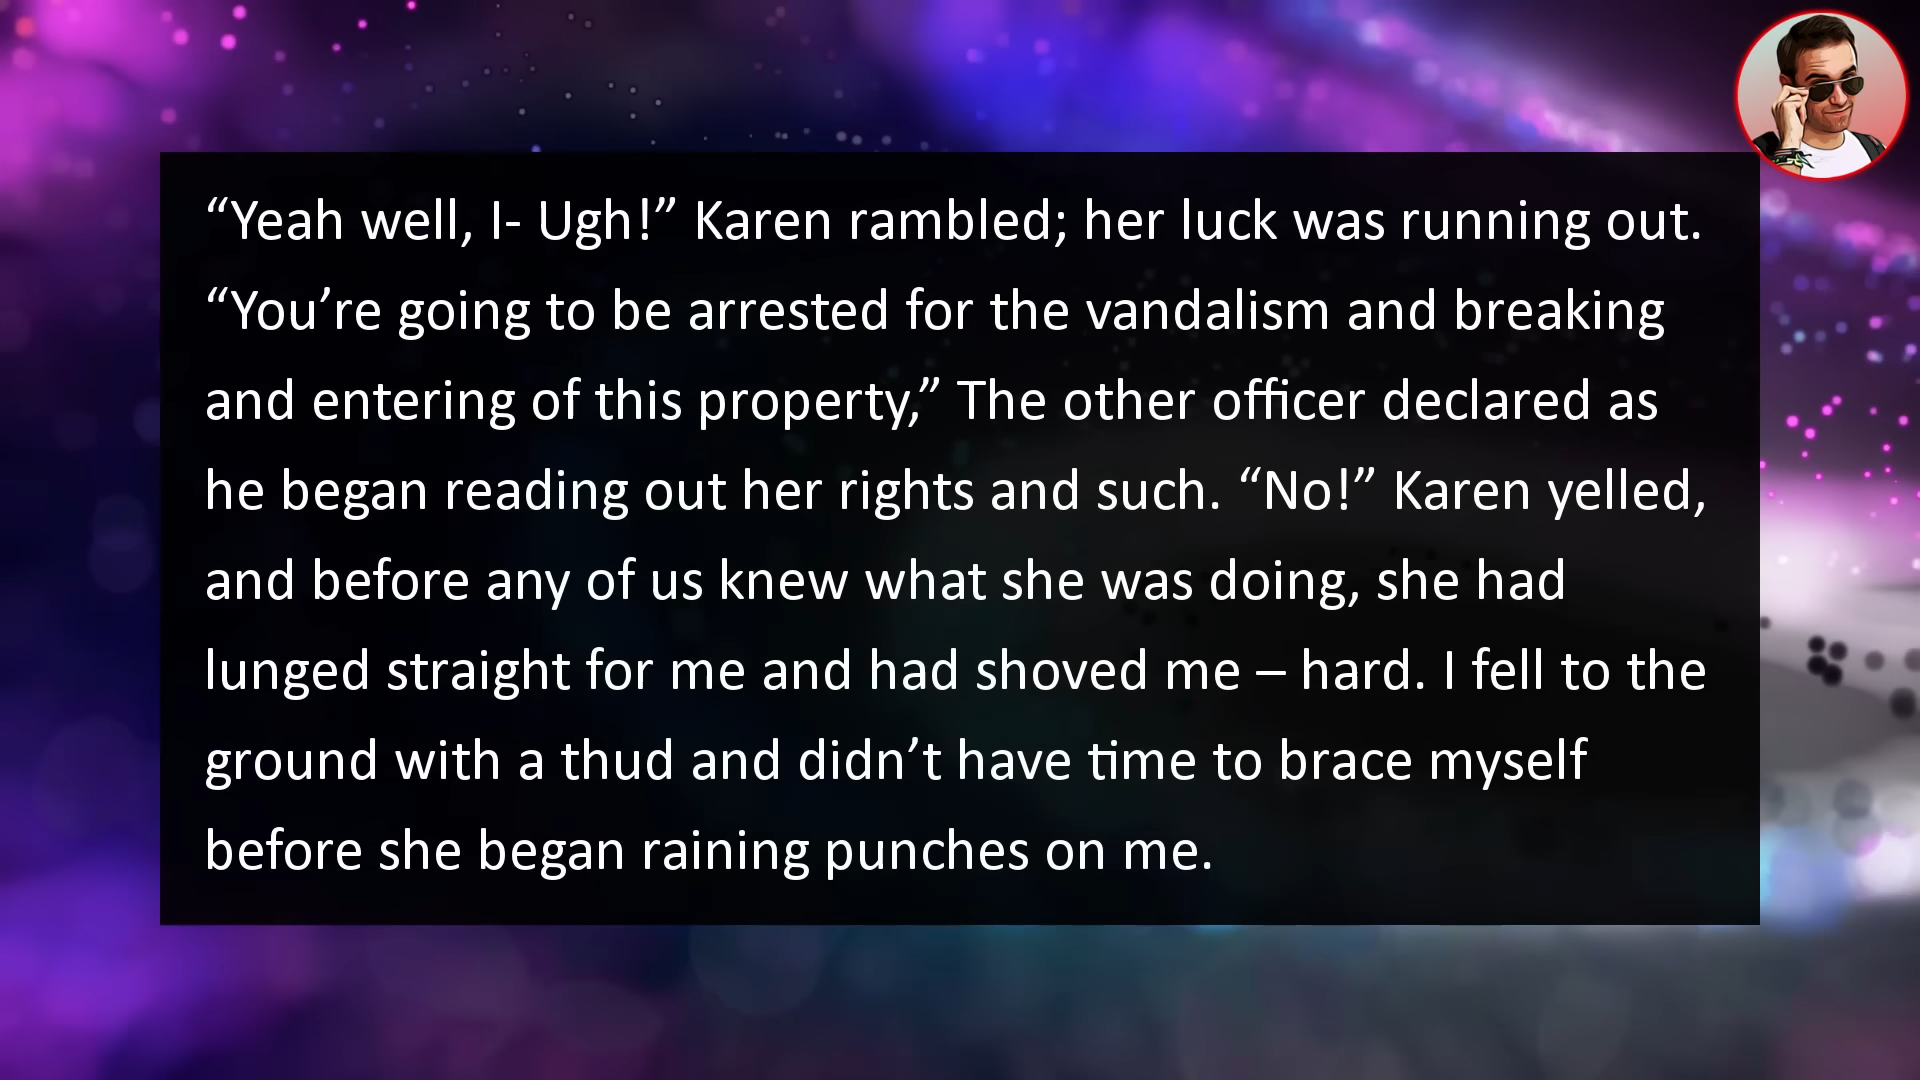 “Yeah well, I- Ugh!” Karen rambled; her luck was running out.
“You’re going to be arrested for the vandalism and breaking
and entering of this property,” The other officer declared as
he began reading out her rights and such. “No!” Karen yelled,
and before any of us knew what she was doing, she had
lunged straight for me and had shoved me – hard. I fell to the
ground with a thud and didn’t have time to brace myself
before she began raining punches on me.